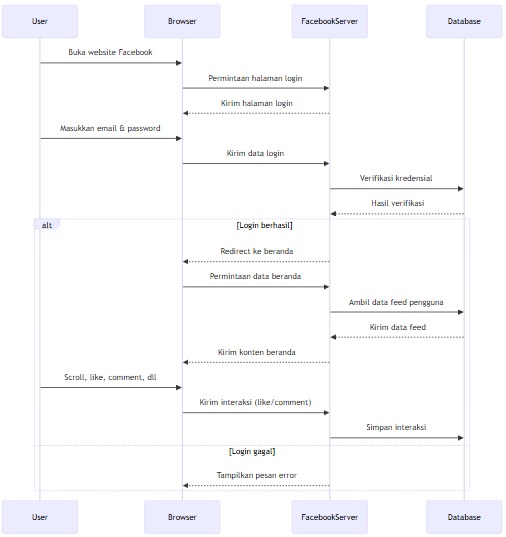 User Browser FacebookServer Database
Buka website Facebook
Permintaan halaman login
Kirim halaman login
Masukkan email & password
Kirim data login
Verifikasi kredensial
Hasil verifikasi
alt [Login berhasil]
Redirect ke beranda
Permintaan data beranda
Ambil data feed pengguna
Kirim data feed
Kirim konten beranda
Scroll, like, comment, dll
Kirim interaksi (like/comment)
Simpan interaksi
[Login gagal]
Tampilkan pesan error
User Browser FacebookServer Database